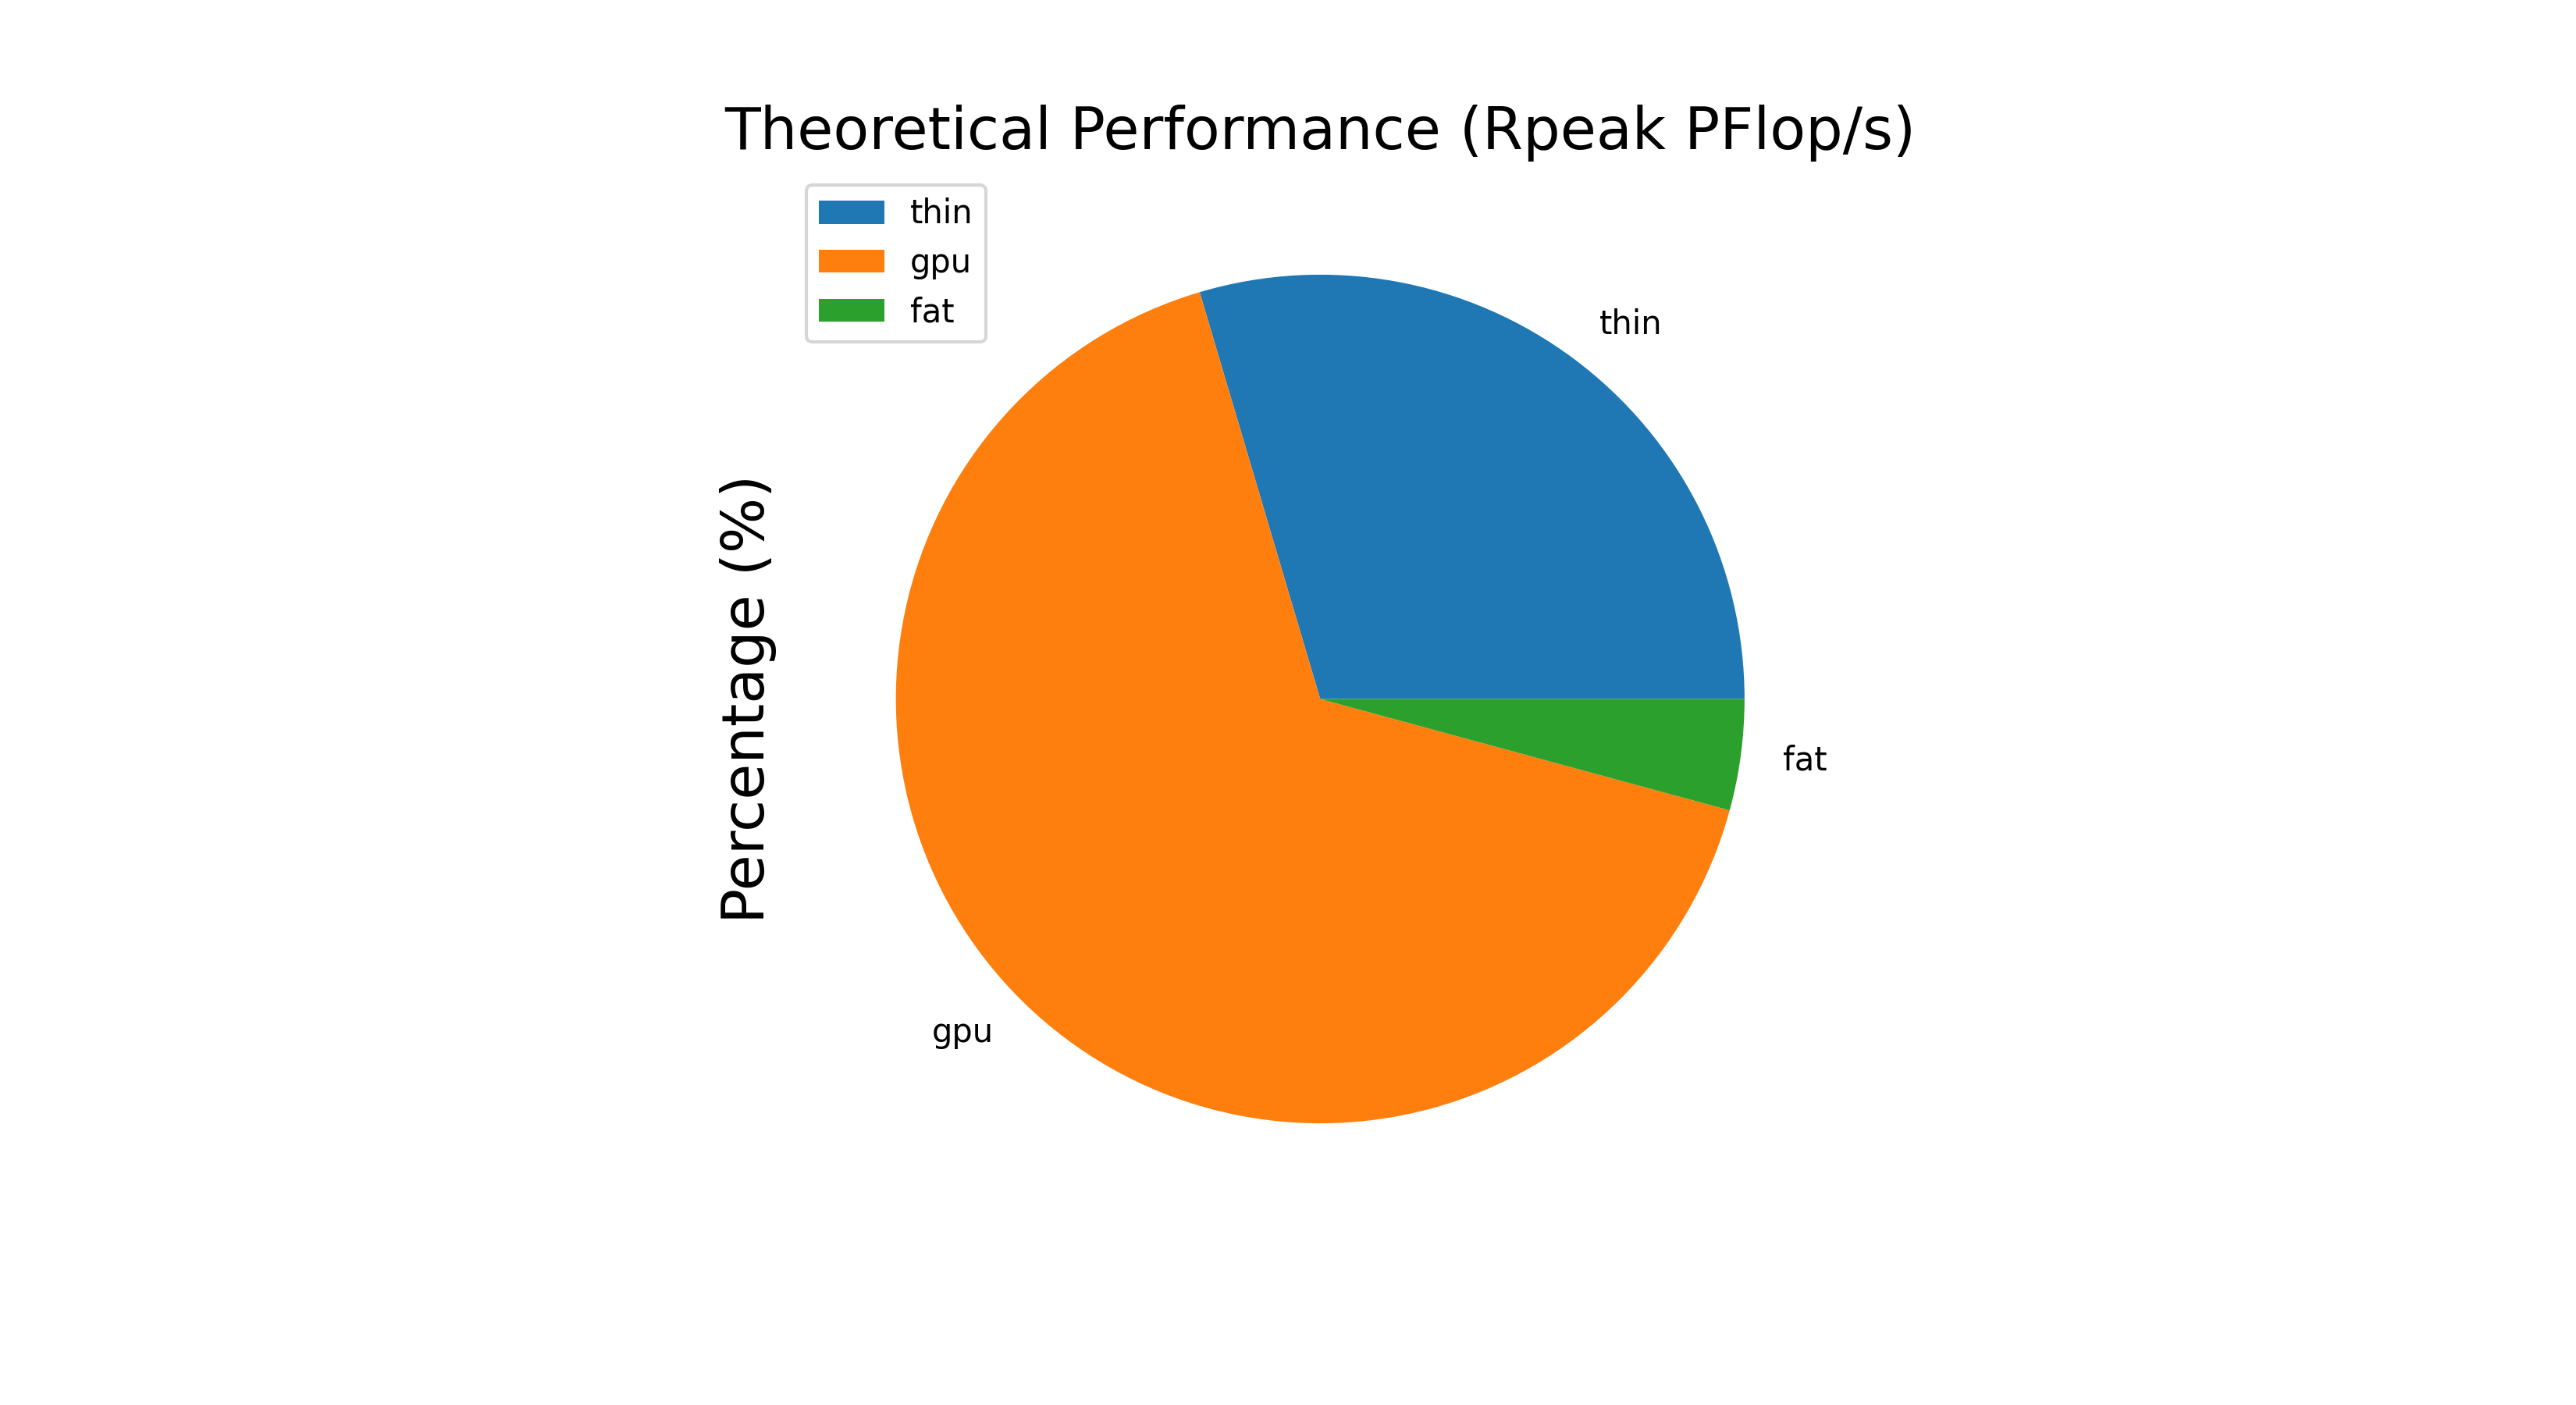 Theoretical Performance (Rpeak PFlop/s)
thin
gpu
fat
thin
Percentage (%)
fat
gpu